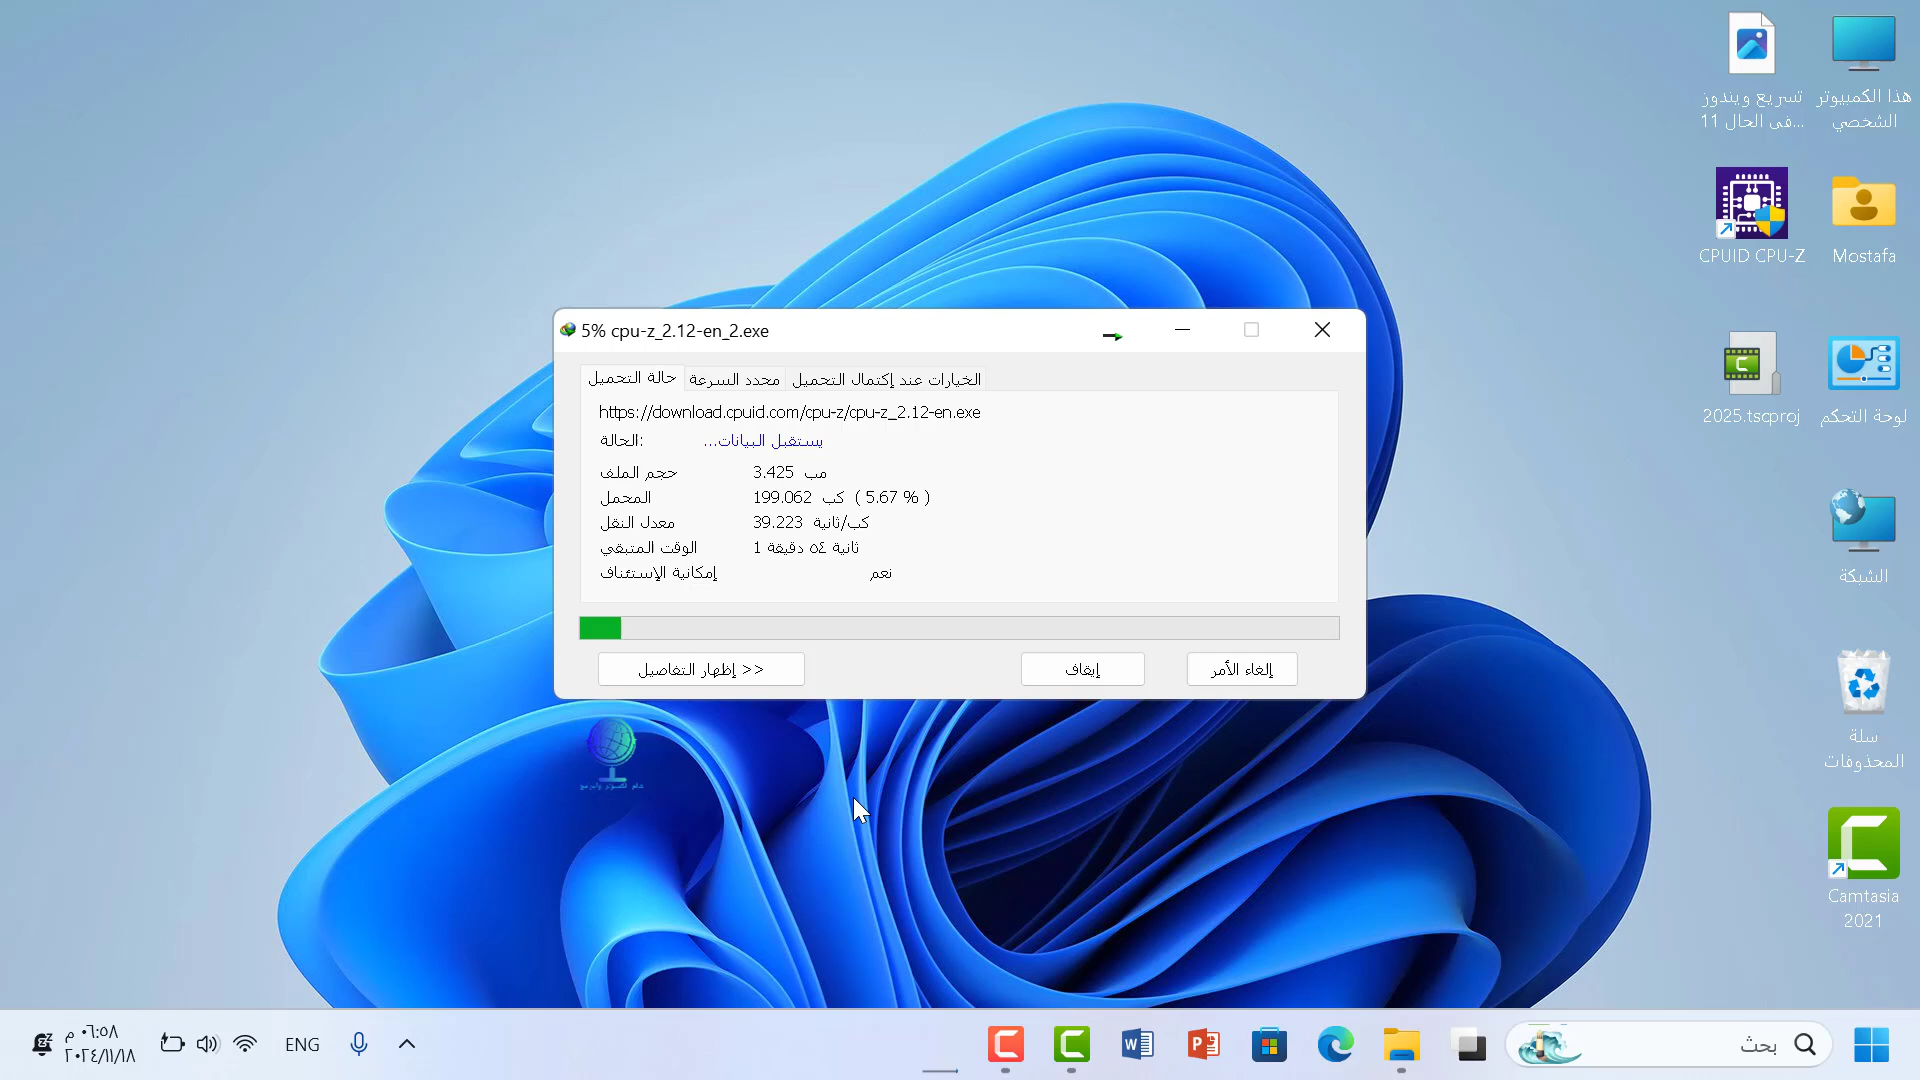 هذا الكمبيوتر
الشخصي
تسريع ويندوز
11 فى الحال...
Mostafa
CPUID CPU-Z
لوحة التحكم
2025.tscproj
الشبكة
سلة
المحذوفات
Camtasia
2021
5% cpu-z_2.12-en_2.exe
حالة التحميل
محدد السرعة
الخيارات عند إكتمال التحميل
https://download.cpuid.com/cpu-z/cpu-z_2.12-en.exe
الحالة: يستقبل البيانات...
حجم الملف 3.425 مب
المحمل 199.062 كب ( 5.67 % )
معدل النقل 39.223 كب/ثانية
الوقت المتبقي 1 دقيقة ٥٤ ثانية
إمكانية الإستئناف نعم
إظهار التفاصيل >>
إيقاف
إلغاء الأمر
بحث
ENG
٠٦:٥٨ م
٢٠٢٤/١١/١٨